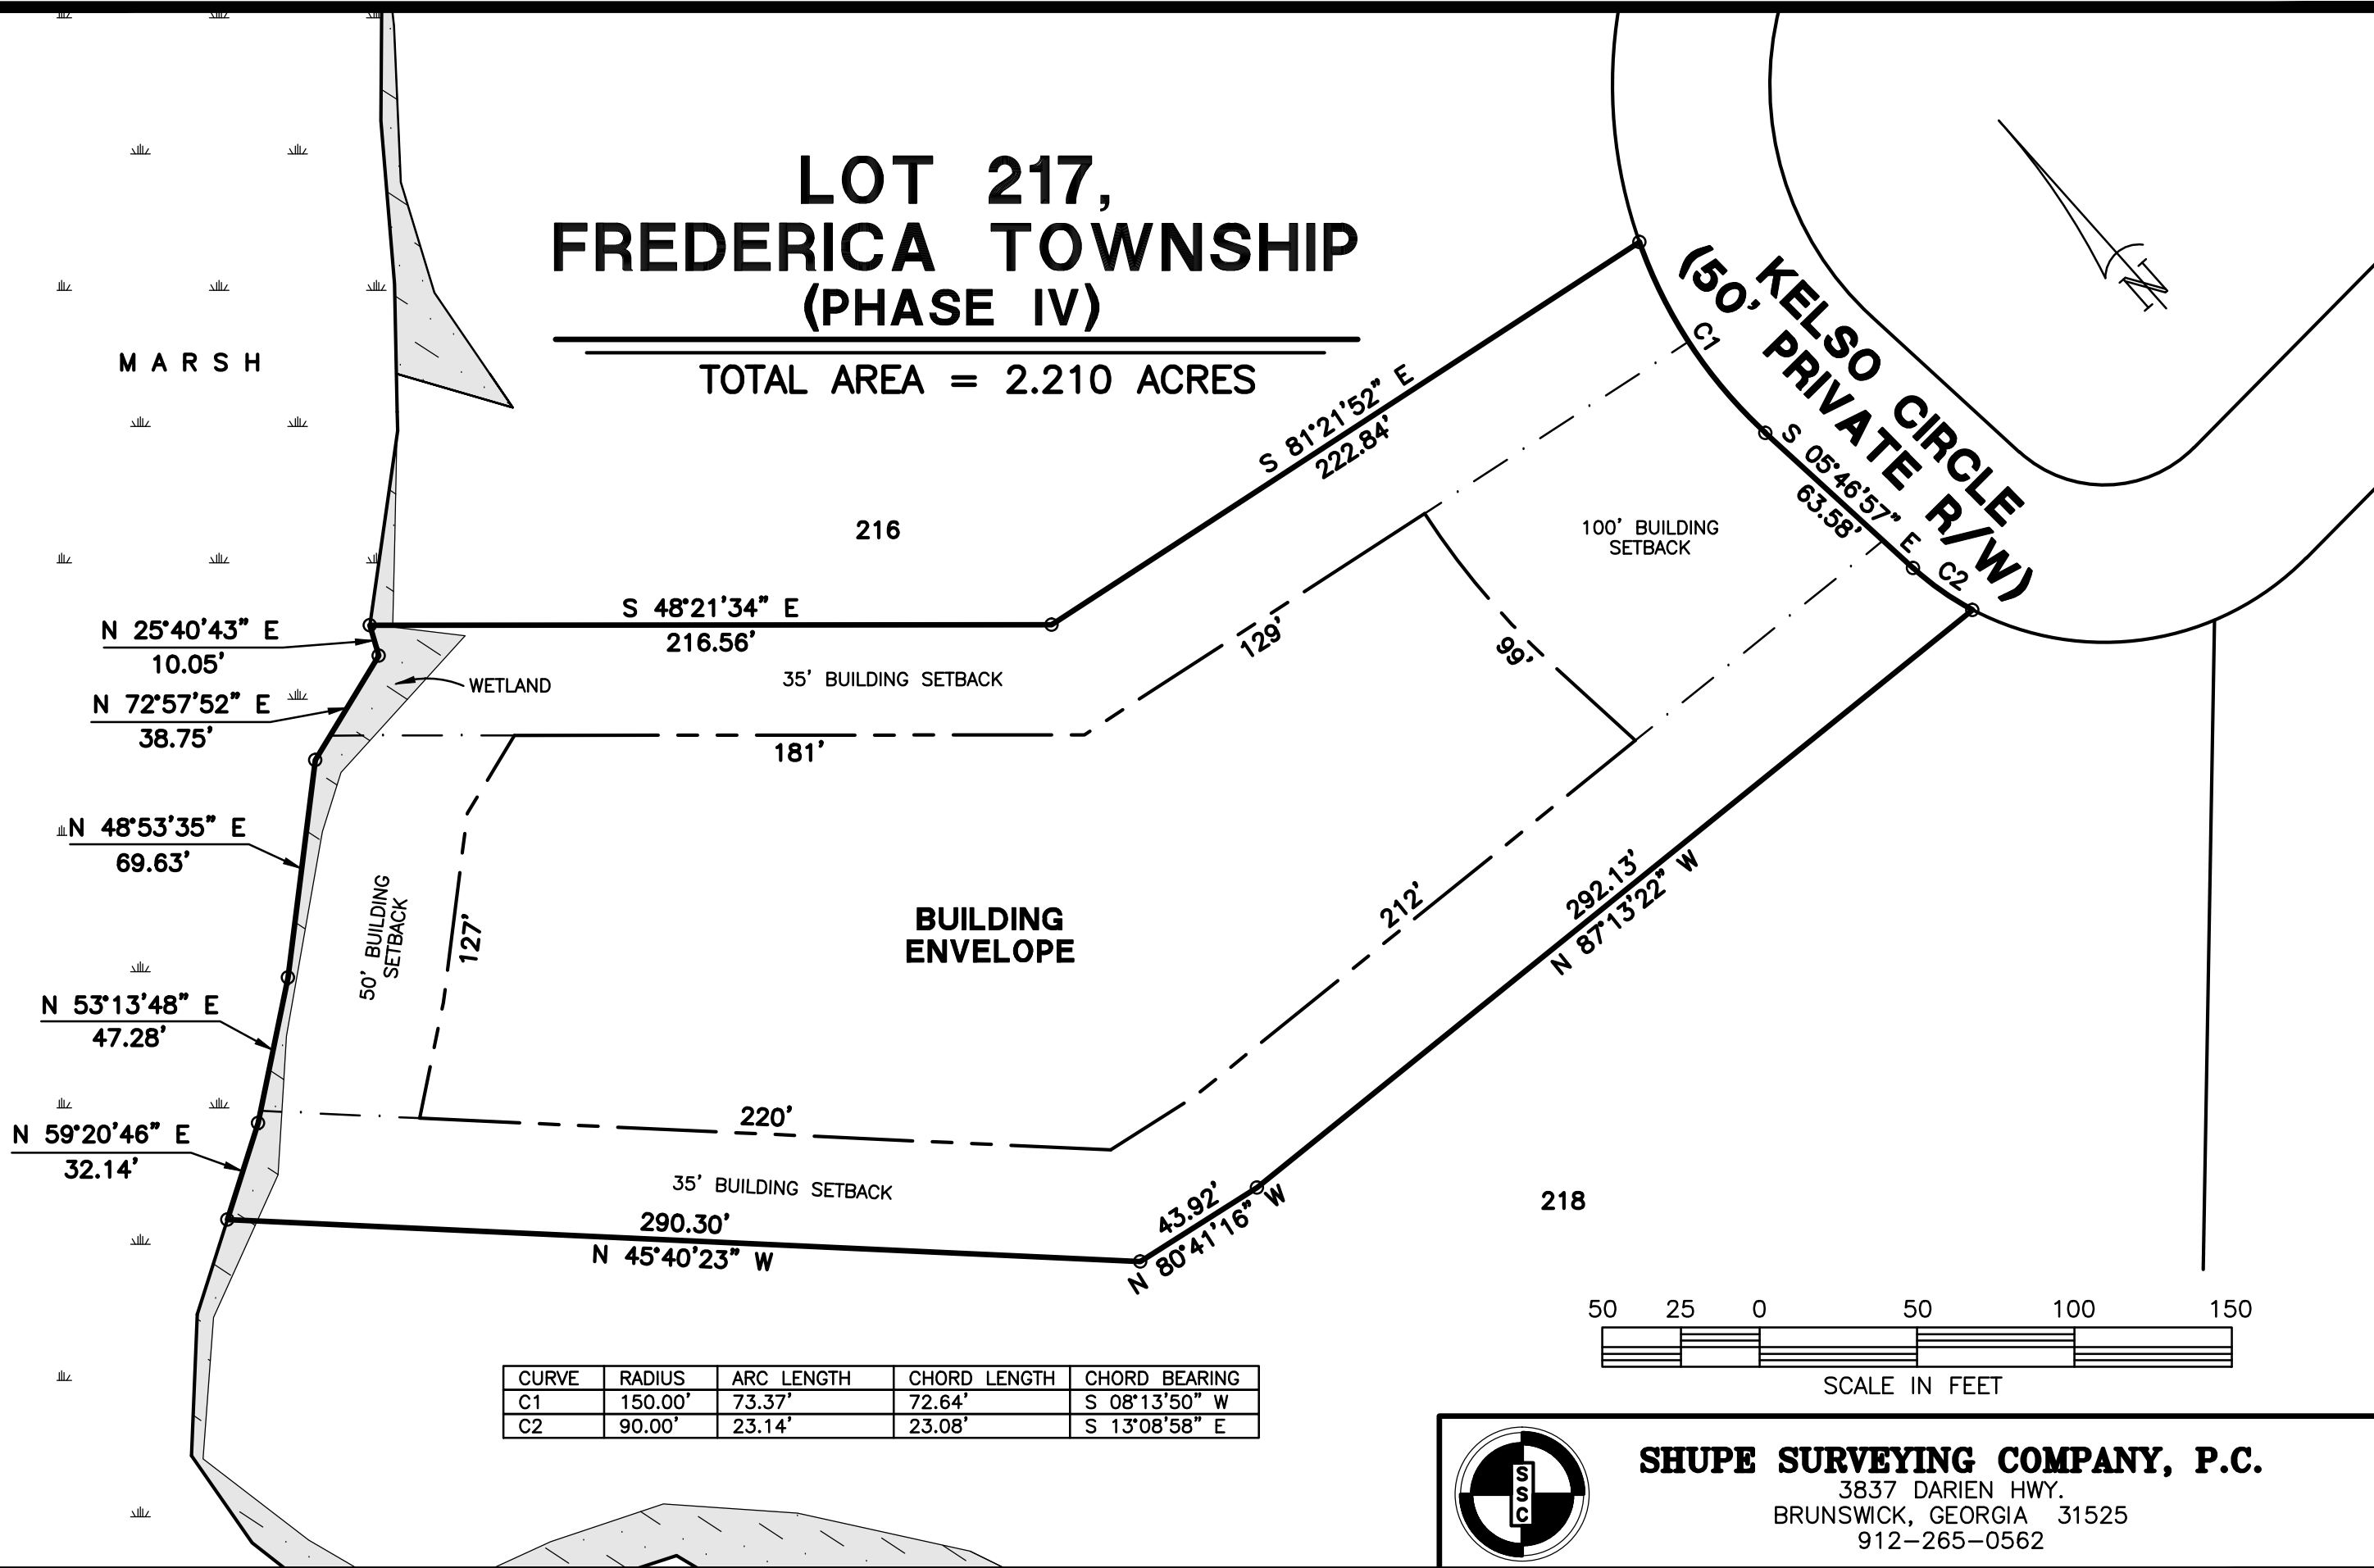 LOT 217,
FREDERICA TOWNSHIP
(PHASE IV)
TOTAL AREA = 2.210 ACRES
MARSH
KELSO CIRCLE
(50' PRIVATE R/W)
N
C1
S 81°21'52" E
222.84'
S 05°46'57" E
63.58'
C2
216
100' BUILDING
SETBACK
S 48°21'34" E
216.56'
N 25°40'43" E
10.05'
129'
99'
WETLAND
35' BUILDING SETBACK
N 72°57'52" E
38.75'
181'
N 48°53'35" E
69.63'
50' BUILDING
SETBACK
127'
BUILDING
ENVELOPE
212'
292.13'
N 87°13'22" W
N 53°13'48" E
47.28'
220'
N 59°20'46" E
32.14'
35' BUILDING SETBACK
290.30'
N 45°40'23" W
43.92'
N 80°41'16" W
218
50 25 0 50 100 150
SCALE IN FEET
CURVE RADIUS ARC LENGTH CHORD LENGTH CHORD BEARING
C1 150.00' 73.37' 72.64' S 08°13'50" W
C2 90.00' 23.14' 23.08' S 13°08'58" E
SSC
SHUPE SURVEYING COMPANY, P.C.
3837 DARIEN HWY.
BRUNSWICK, GEORGIA 31525
912-265-0562